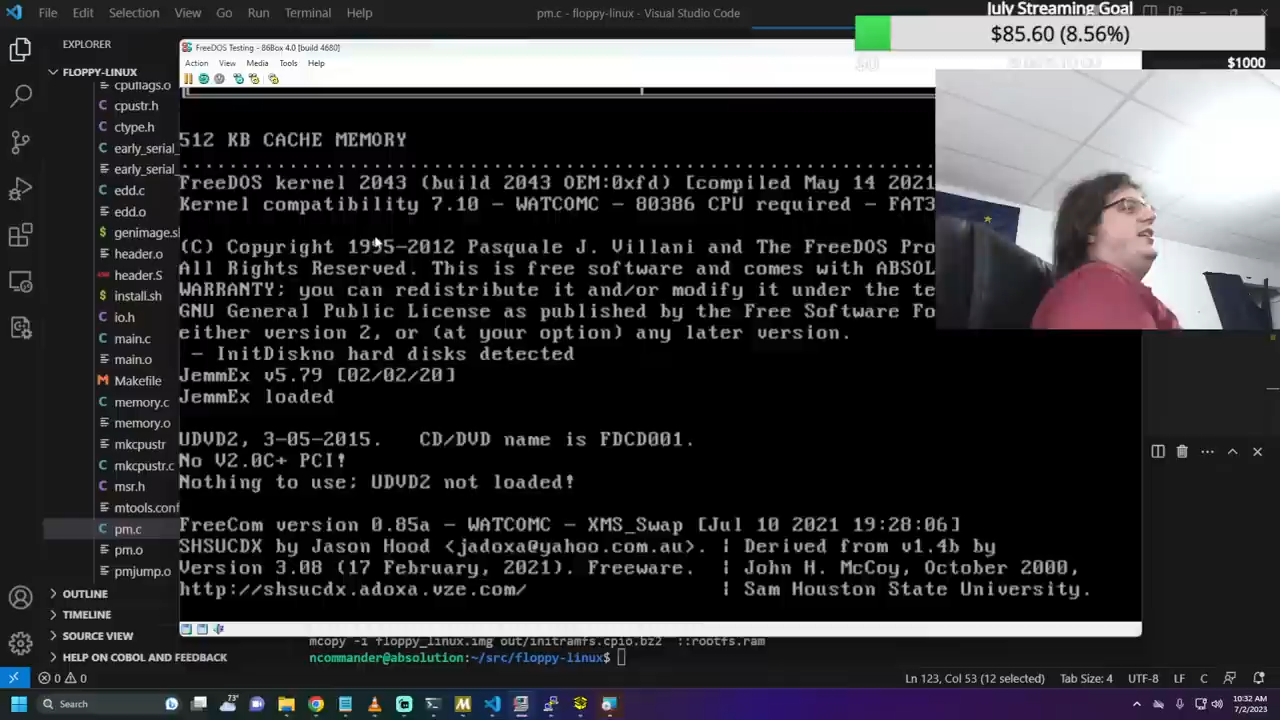 File Edit Selection View Go Run Terminal Help
pm.c - floppy-linux - Visual Studio Code
July Streaming Goal
$85.60 (8.56%)
$1000
EXPLORER
FLOPPY-LINUX
cpuflags.o
cpustr.h
ctype.h
early_serial_
early_serial_
edd.c
edd.o
genimage.s
header.o
header.S
install.sh
io.h
main.c
main.o
Makefile
memory.c
memory.o
mkcpustr
mkcpustr.c
msr.h
mtools.conf
pm.c
pm.o
pmjump.o
OUTLINE
TIMELINE
SOURCE VIEW
HELP ON COBOL AND FEEDBACK
FreeDOS Testing - 86Box 4.0 [build 4680]
Action View Media Tools Help
512 KB CACHE MEMORY
FreeDOS kernel 2043 (build 2043 OEM:0xfd) [compiled May 14 2021
Kernel compatibility 7.10 - WATCOMC - 80386 CPU required - FAT3
(C) Copyright 1995-2012 Pasquale J. Villani and The FreeDOS Pro
All Rights Reserved. This is free software and comes with ABSOL
WARRANTY; you can redistribute it and/or modify it under the te
GNU General Public License as published by the Free Software Fo
either version 2, or (at your option) any later version.
- InitDiskno hard disks detected
JemmEx v5.79 [02/02/20]
JemmEx loaded
UDVD2, 3-05-2015. CD/DVD name is FDCD001.
No V2.0C+ PCI!
Nothing to use; UDVD2 not loaded!
FreeCom version 0.85a - WATCOMC - XMS_Swap [Jul 10 2021 19:28:06]
SHSUCDX by Jason Hood <jadoxa@yahoo.com.au>. | Derived from v1.4b by
Version 3.08 (17 February, 2021). Freeware. | John H. McCoy, October 2000,
http://shsucdx.adoxa.vze.com/ | Sam Houston State University.
mcopy -i floppy_linux.img out/initramfs.cpio.bz2 ::rootfs.ram
ncommander@absolution:~/src/floppy-linux$
0 0
Ln 123, Col 53 (12 selected) Tab Size: 4 UTF-8 LF C
Search
73°
10:32 AM
7/2/2023